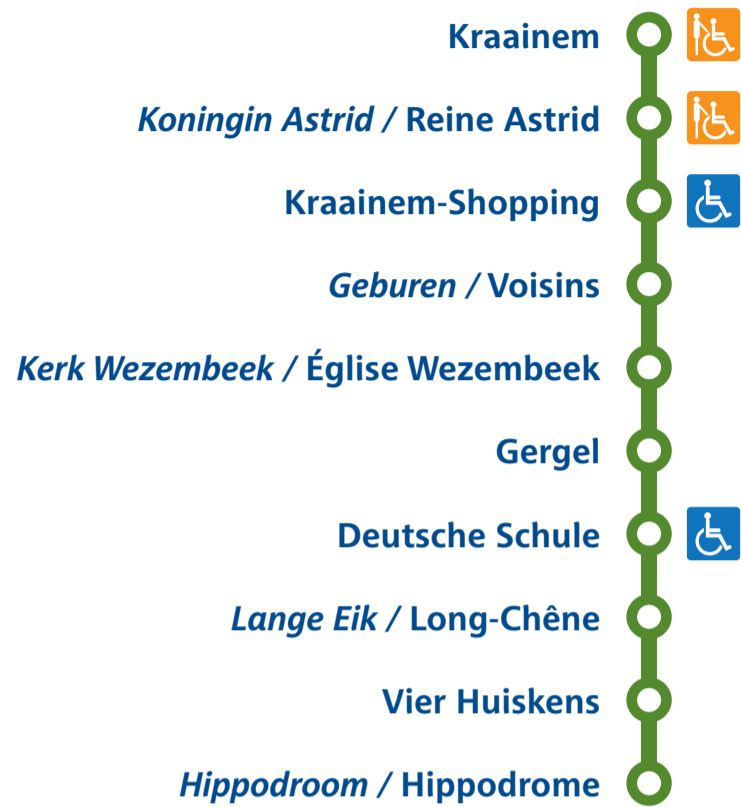 Kraainem
Koningin Astrid / Reine Astrid
Kraainem-Shopping
Geburen / Voisins
Kerk Wezembeek / Église Wezembeek
Gergel
Deutsche Schule
Lange Eik / Long-Chêne
Vier Huiskens
Hippodroom / Hippodrome